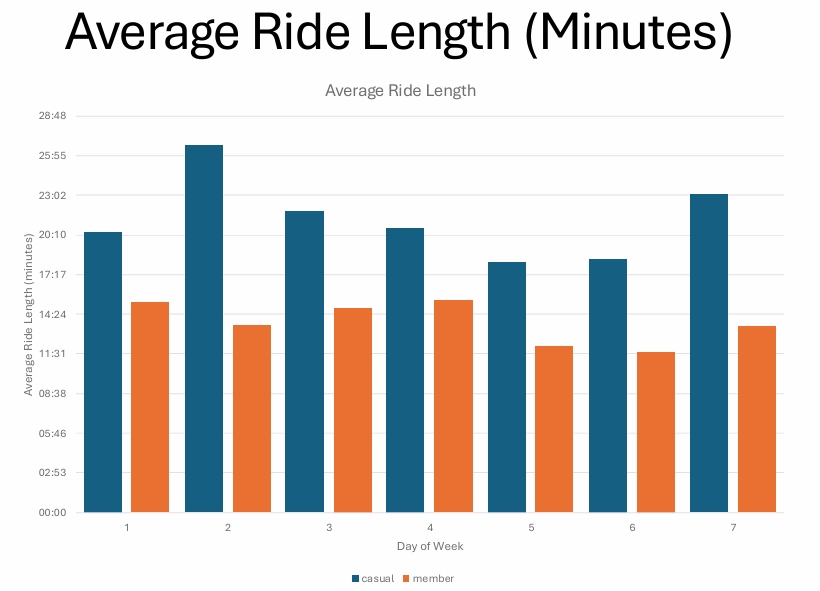 Average Ride Length (Minutes)
Average Ride Length
28:48
25:55
23:02
20:10
17:17
14:24
11:31
08:38
05:46
02:53
00:00
Average Ride Length (minutes)
1 2 3 4 5 6 7
Day of Week
casual member